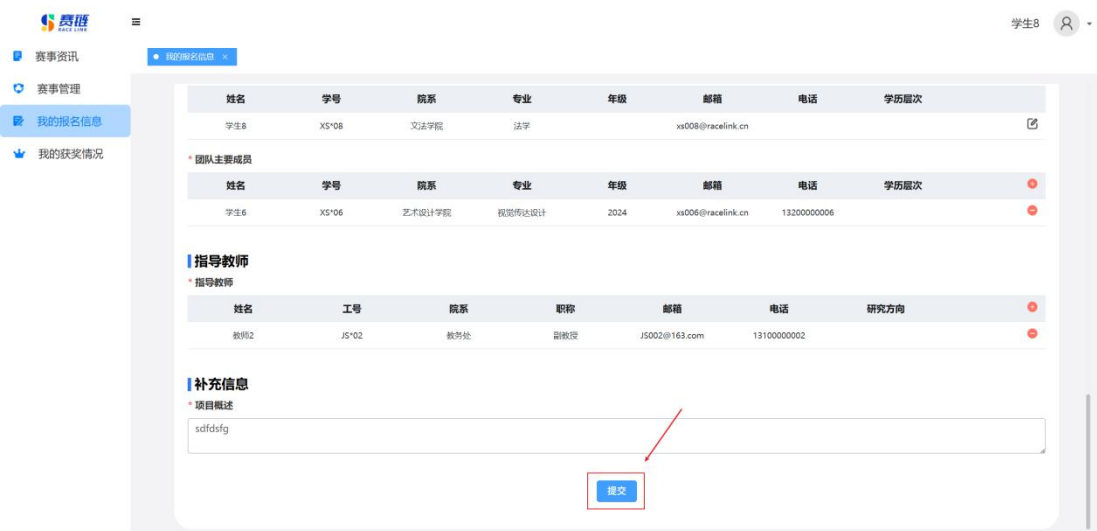 赛链
RACE LINK
学生8
赛事资讯
赛事管理
我的报名信息
我的获奖情况
我的报名信息 ×
姓名 学号 院系 专业 年级 邮箱 电话 学历层次
学生8 XS*08 文法学院 法学 xs008@racelink.cn
* 团队主要成员
姓名 学号 院系 专业 年级 邮箱 电话 学历层次
学生6 XS*06 艺术设计学院 视觉传达设计 2024 xs006@racelink.cn 13200000006
指导教师
* 指导教师
姓名 工号 院系 职称 邮箱 电话 研究方向
教师2 JS*02 教务处 副教授 JS002@163.com 13100000002
补充信息
* 项目概述
sdfdsfg
提交